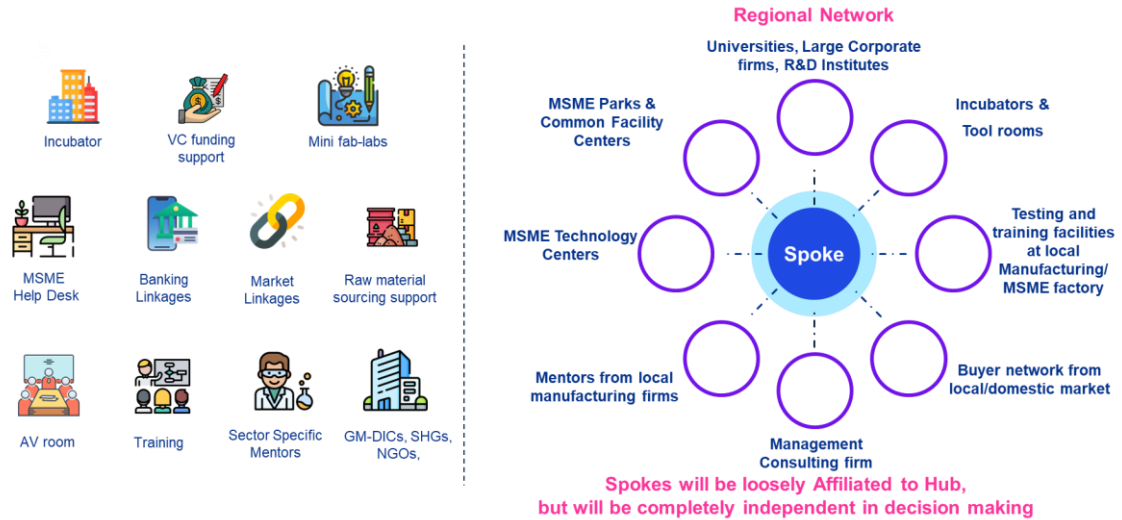 Incubator
VC funding
support
Mini fab-labs
MSME
Help Desk
Banking
Linkages
Market
Linkages
Raw material
sourcing support
AV room
Training
Sector Specific
Mentors
GM-DICs, SHGs,
NGOs,
Regional Network
Universities, Large Corporate
firms, R&D Institutes
MSME Parks &
Common Facility
Centers
Incubators &
Tool rooms
MSME Technology
Centers
Spoke
Testing and
training facilities
at local
Manufacturing/
MSME factory
Mentors from local
manufacturing firms
Buyer network from
local/domestic market
Management
Consulting firm
Spokes will be loosely Affiliated to Hub,
but will be completely independent in decision making